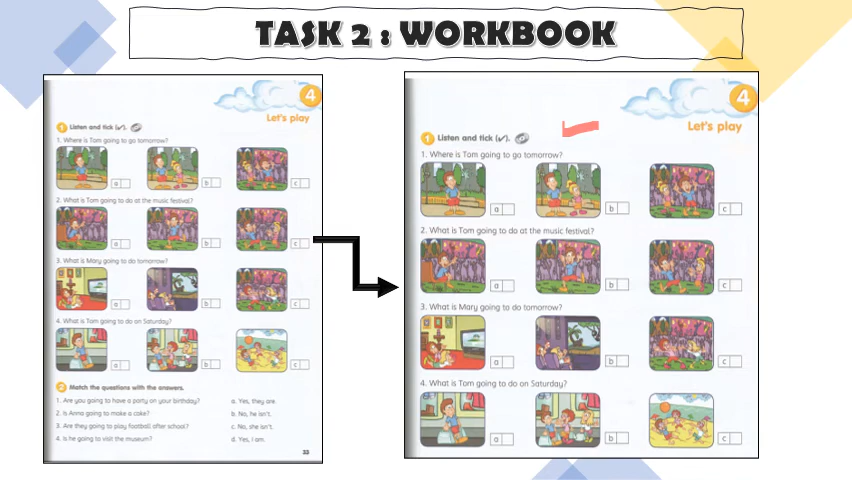 TASK 2 : WORKBOOK
4
Let's play
1 Listen and tick (✓).
1. Where is Tom going to go tomorrow?
a
b
c
2. What is Tom going to do at the music festival?
a
b
c
3. What is Mary going to do tomorrow?
a
b
c
4. What is Tom going to do on Saturday?
a
b
c
2 Match the questions with the answers.
1. Are you going to have a party on your birthday? a. Yes, they are.
2. Is Anna going to make a cake? b. No, he isn't.
3. Are they going to play football after school? c. No, she isn't.
4. Is he going to visit the museum? d. Yes, I am.
33
4
Let's play
1 Listen and tick (✓).
1. Where is Tom going to go tomorrow?
a
b
c
2. What is Tom going to do at the music festival?
a
b
c
3. What is Mary going to do tomorrow?
a
b
c
4. What is Tom going to do on Saturday?
a
b
c